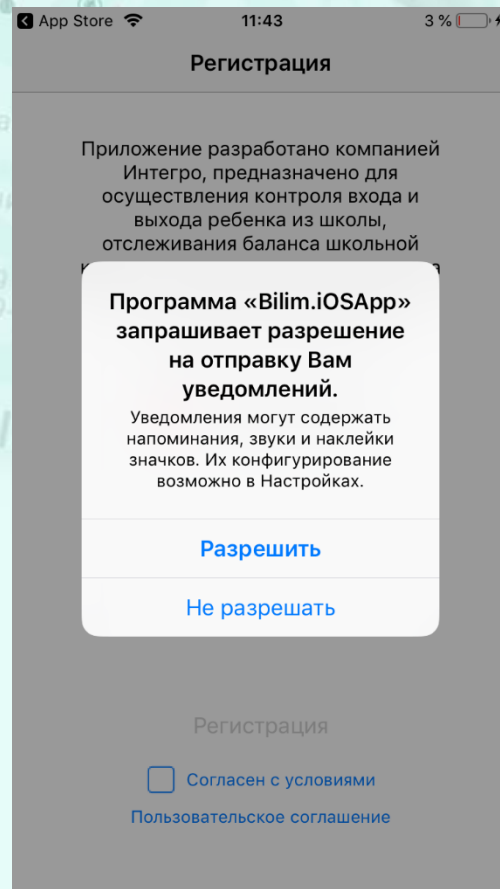 App Store
11:43
3 %
Регистрация
Приложение разработано компанией
Интегро, предназначено для
осуществления контроля входа и
выхода ребенка из школы,
отслеживания баланса школьной
Программа «Bilim.iOSApp»
запрашивает разрешение
на отправку Вам
уведомлений.
Уведомления могут содержать
напоминания, звуки и наклейки
значков. Их конфигурирование
возможно в Настройках.
Разрешить
Не разрешать
Регистрация
Согласен с условиями
Пользовательское соглашение